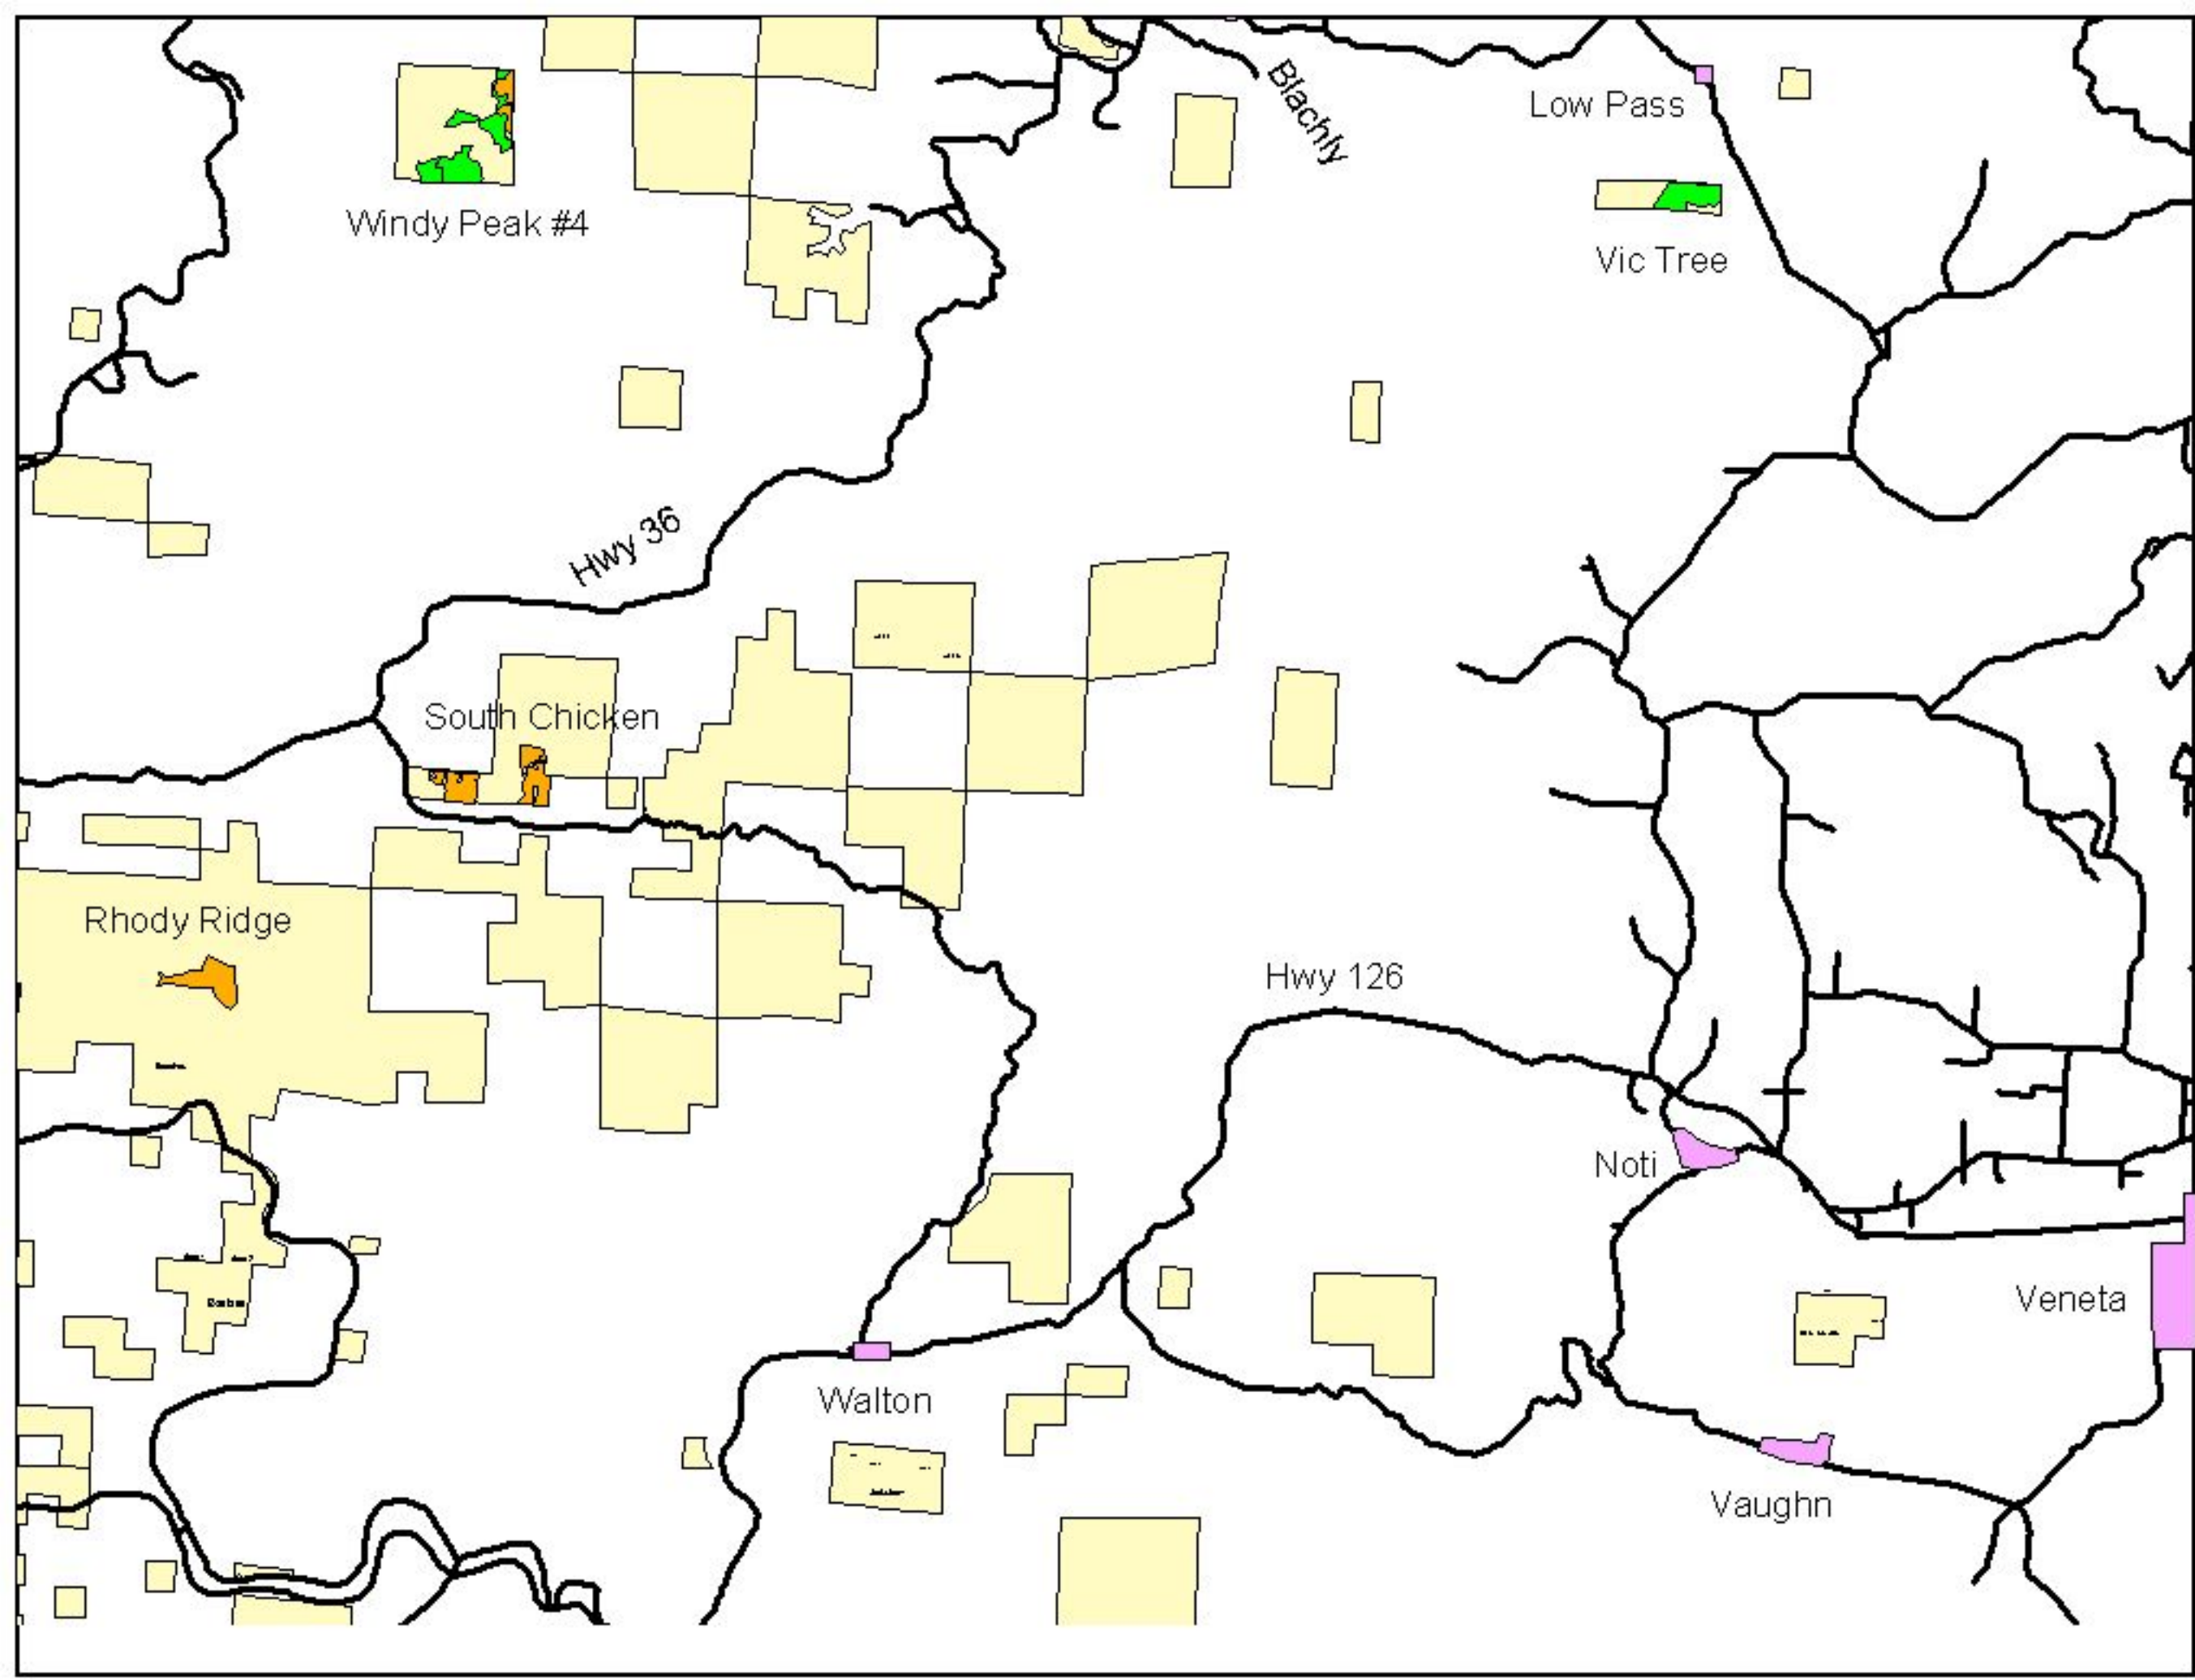 Blachly
Low Pass
Windy Peak #4
Vic Tree
Hwy 36
South Chicken
Rhody Ridge
Hwy 126
Noti
Veneta
Walton
Vaughn